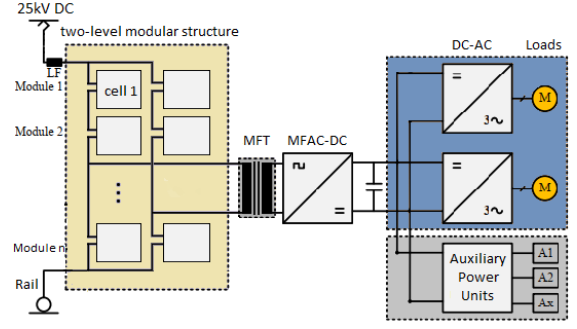 25kV DC
two-level modular structure
DC-AC
Loads
LF
Module 1
cell 1
Module 2
MFT
MFAC-DC
=
3~
M
=
3~
M
=
...
Module n
Rail
Auxiliary
Power
Units
A1
A2
Ax